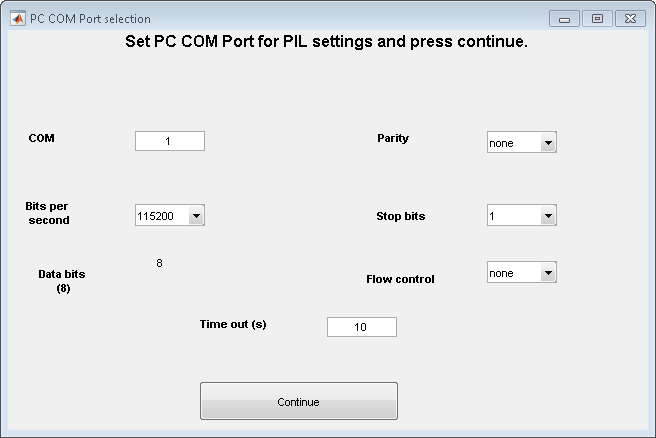 PC COM Port selection
Set PC COM Port for PIL settings and press continue.
COM
1
Parity
none
Bits per
second
115200
Stop bits
1
Data bits
(8)
8
Flow control
none
Time out (s)
10
Continue